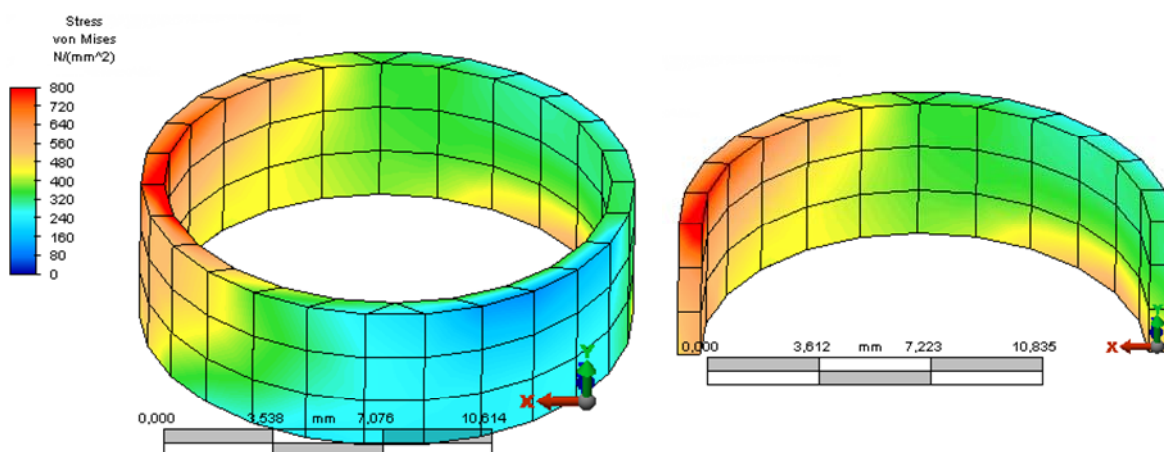 Stress
von Mises
N/(mm^2)
800
720
640
560
480
400
320
240
160
80
0
Y
X
0,000 3,538 mm 7,076 10,614
Y
X
0,000 3,612 mm 7,223 10,835